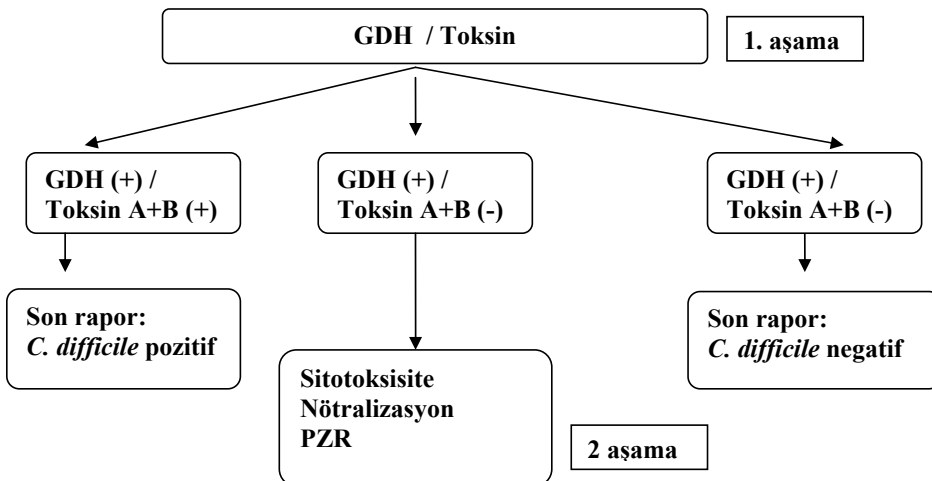 GDH / Toksin
1. aşama
GDH (+) /
Toksin A+B (+)
GDH (+) /
Toksin A+B (-)
GDH (+) /
Toksin A+B (-)
Son rapor:
C. difficile pozitif
Sitotoksisite
Nötralizasyon
PZR
Son rapor:
C. difficile negatif
2 aşama